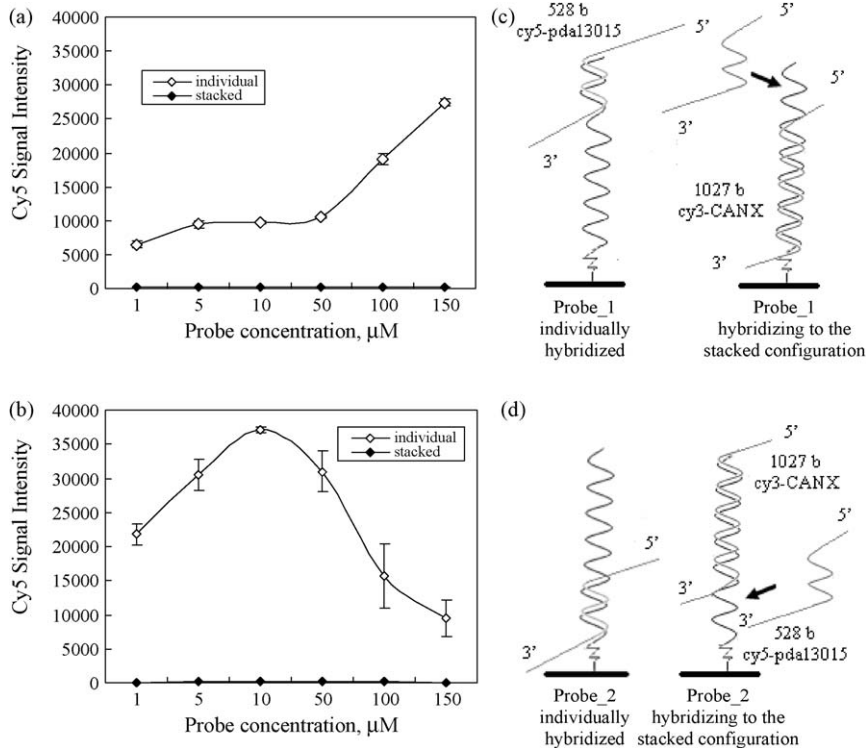 (a)
40000
35000
30000
25000
20000
15000
10000
5000
0
Cy5 Signal Intensity
individual
stacked
1 5 10 50 100 150
Probe concentration, μM
(c)
528 b
cy5-pdal3015
5’
3’
Probe_1
individually
hybridized
5’
5’
3’
1027 b
cy3-CANX
3’
Probe_1
hybridizing to the
stacked configuration
(b)
40000
35000
30000
25000
20000
15000
10000
5000
0
Cy5 Signal Intensity
individual
stacked
1 5 10 50 100 150
Probe concentration, μM
(d)
5’
3’
Probe_2
individually
hybridized
5’
1027 b
cy3-CANX
5’
3’
3’
528 b
cy5-pdal3015
Probe_2
hybridizing to the
stacked configuration